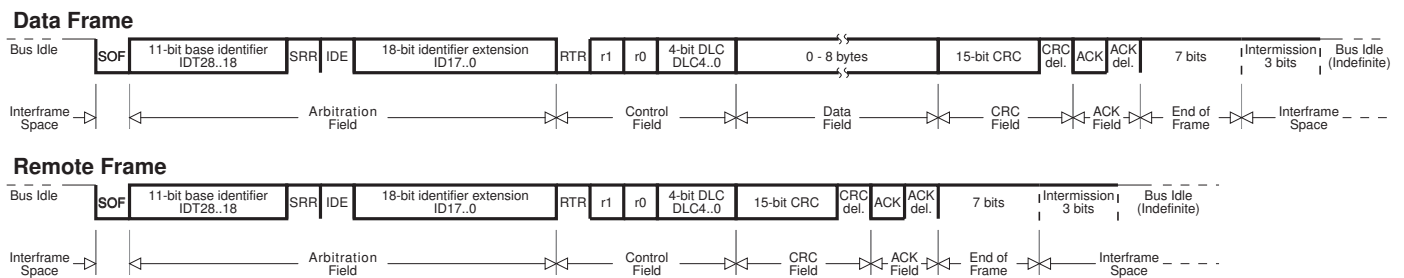 Data Frame
Bus Idle
SOF
11-bit base identifier
IDT28..18
SRR
IDE
18-bit identifier extension
ID17..0
RTR
r1
r0
4-bit DLC
DLC4..0
0 - 8 bytes
15-bit CRC
CRC
del.
ACK
ACK
del.
7 bits
Intermission
3 bits
Bus Idle
(Indefinite)
Interframe
Space
Arbitration
Field
Control
Field
Data
Field
CRC
Field
ACK
Field
End of
Frame
Interframe
Space
Remote Frame
Bus Idle
SOF
11-bit base identifier
IDT28..18
SRR
IDE
18-bit identifier extension
ID17..0
RTR
r1
r0
4-bit DLC
DLC4..0
15-bit CRC
CRC
del.
ACK
ACK
del.
7 bits
Intermission
3 bits
Bus Idle
(Indefinite)
Interframe
Space
Arbitration
Field
Control
Field
CRC
Field
ACK
Field
End of
Frame
Interframe
Space